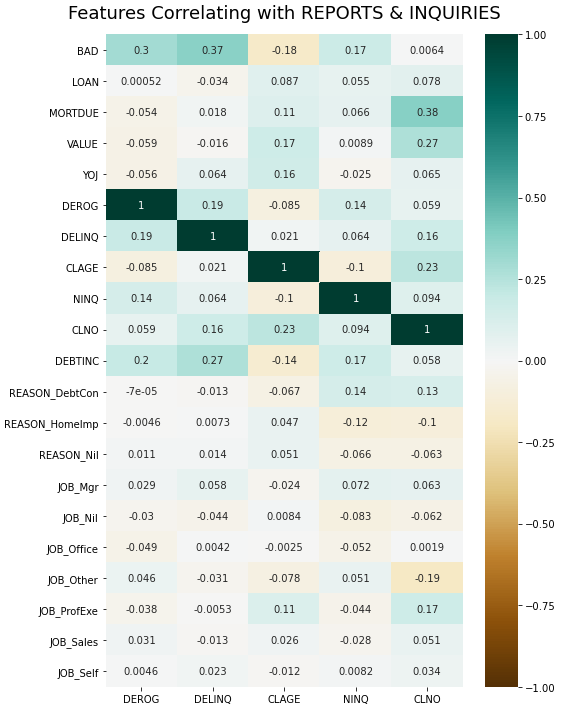 Features Correlating with REPORTS & INQUIRIES
BAD 0.3 0.37 -0.18 0.17 0.0064
LOAN 0.00052 -0.034 0.087 0.055 0.078
MORTDUE -0.054 0.018 0.11 0.066 0.38
VALUE -0.059 -0.016 0.17 0.0089 0.27
YOJ -0.056 0.064 0.16 -0.025 0.065
DEROG 1 0.19 -0.085 0.14 0.059
DELINQ 0.19 1 0.021 0.064 0.16
CLAGE -0.085 0.021 1 -0.1 0.23
NINQ 0.14 0.064 -0.1 1 0.094
CLNO 0.059 0.16 0.23 0.094 1
DEBTINC 0.2 0.27 -0.14 0.17 0.058
REASON_DebtCon -7e-05 -0.013 -0.067 0.14 0.13
REASON_HomeImp -0.0046 0.0073 0.047 -0.12 -0.1
REASON_Nil 0.011 0.014 0.051 -0.066 -0.063
JOB_Mgr 0.029 0.058 -0.024 0.072 0.063
JOB_Nil -0.03 -0.044 0.0084 -0.083 -0.062
JOB_Office -0.049 0.0042 -0.0025 -0.052 0.0019
JOB_Other 0.046 -0.031 -0.078 0.051 -0.19
JOB_ProfExe -0.038 -0.0053 0.11 -0.044 0.17
JOB_Sales 0.031 -0.013 0.026 -0.028 0.051
JOB_Self 0.0046 0.023 -0.012 0.0082 0.034
DEROG DELINQ CLAGE NINQ CLNO
1.00
0.75
0.50
0.25
0.00
−0.25
−0.50
−0.75
−1.00